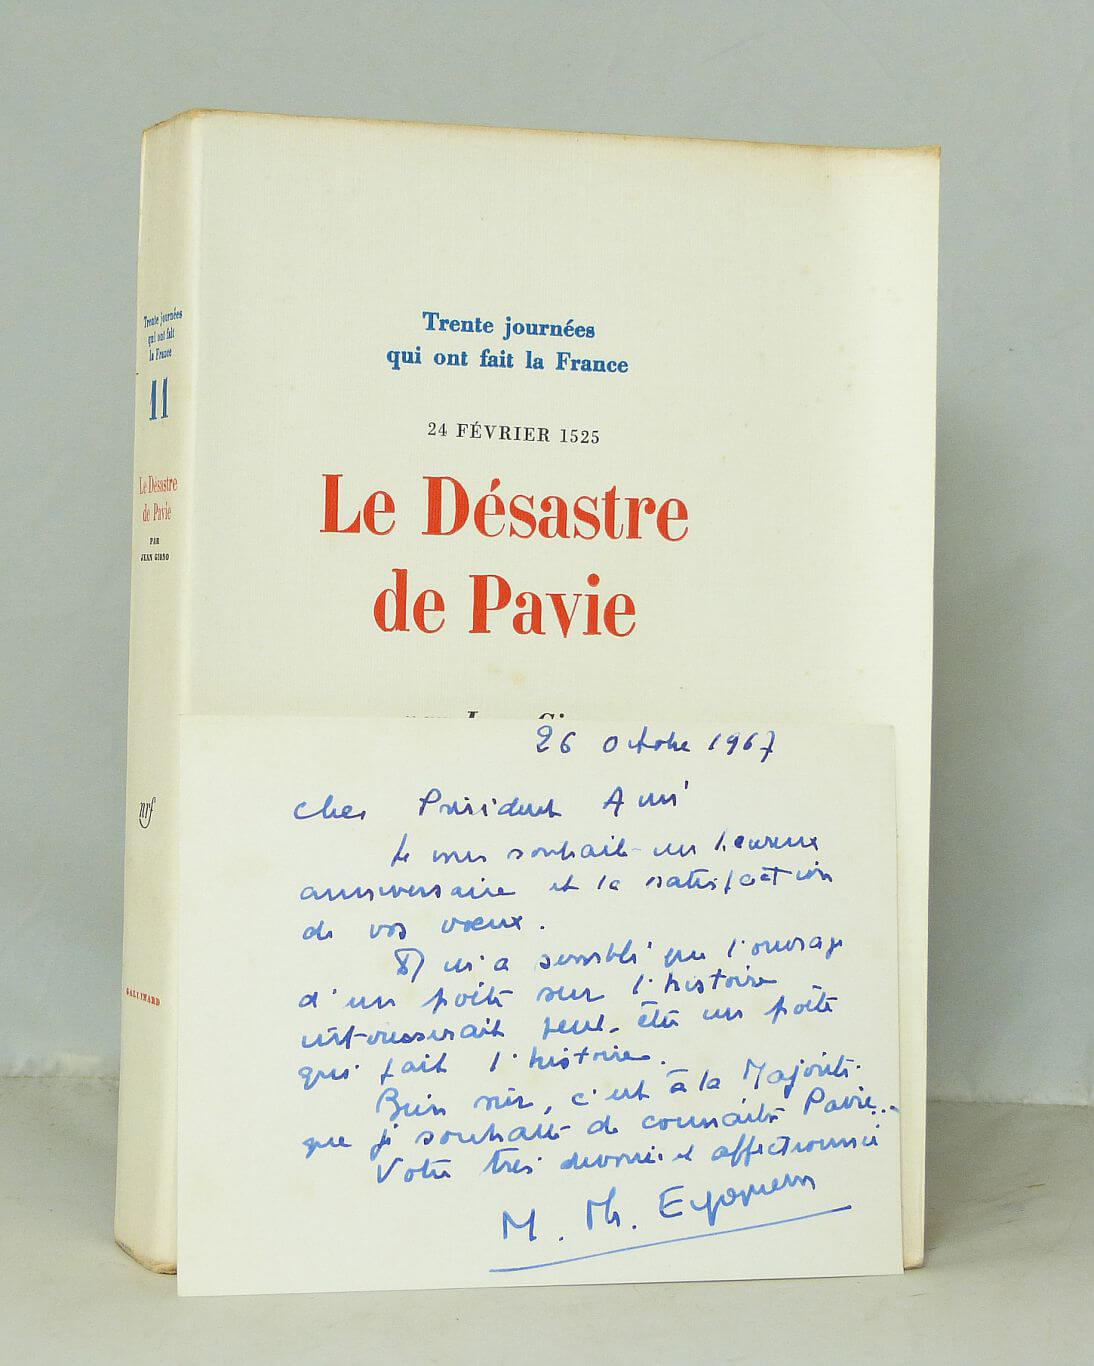 Trente journées
qui ont fait
la France
11
Le Désastre
de Pavie
PAR
JEAN GIONO
nrf
GALLIMARD
Trente journées
qui ont fait la France
24 FÉVRIER 1525
Le Désastre
de Pavie
26 Octobre 1967
Cher Président Ami
Je vous souhaite un heureux
anniversaire et la satisfaction
de vos vœux.
Il m'a semblé que l'ouvrage
d'un poète sur l'histoire
intéresserait peut-être un poète
qui fait l'histoire.
Bien sûr, c'est à la Majorité
que je souhaite de connaître Pavie...
Votre très dévoué et affectionné
M. Th.